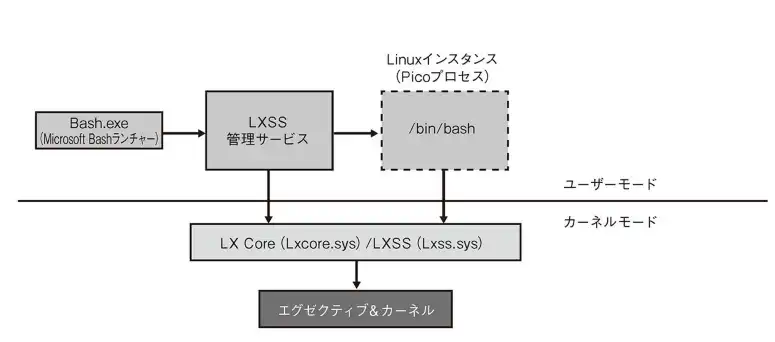 Linuxインスタンス
(Picoプロセス)
Bash.exe
(Microsoft Bashランチャー)
LXSS
管理サービス
/bin/bash
ユーザーモード
カーネルモード
LX Core (Lxcore.sys) /LXSS (Lxss.sys)
エグゼクティブ&カーネル